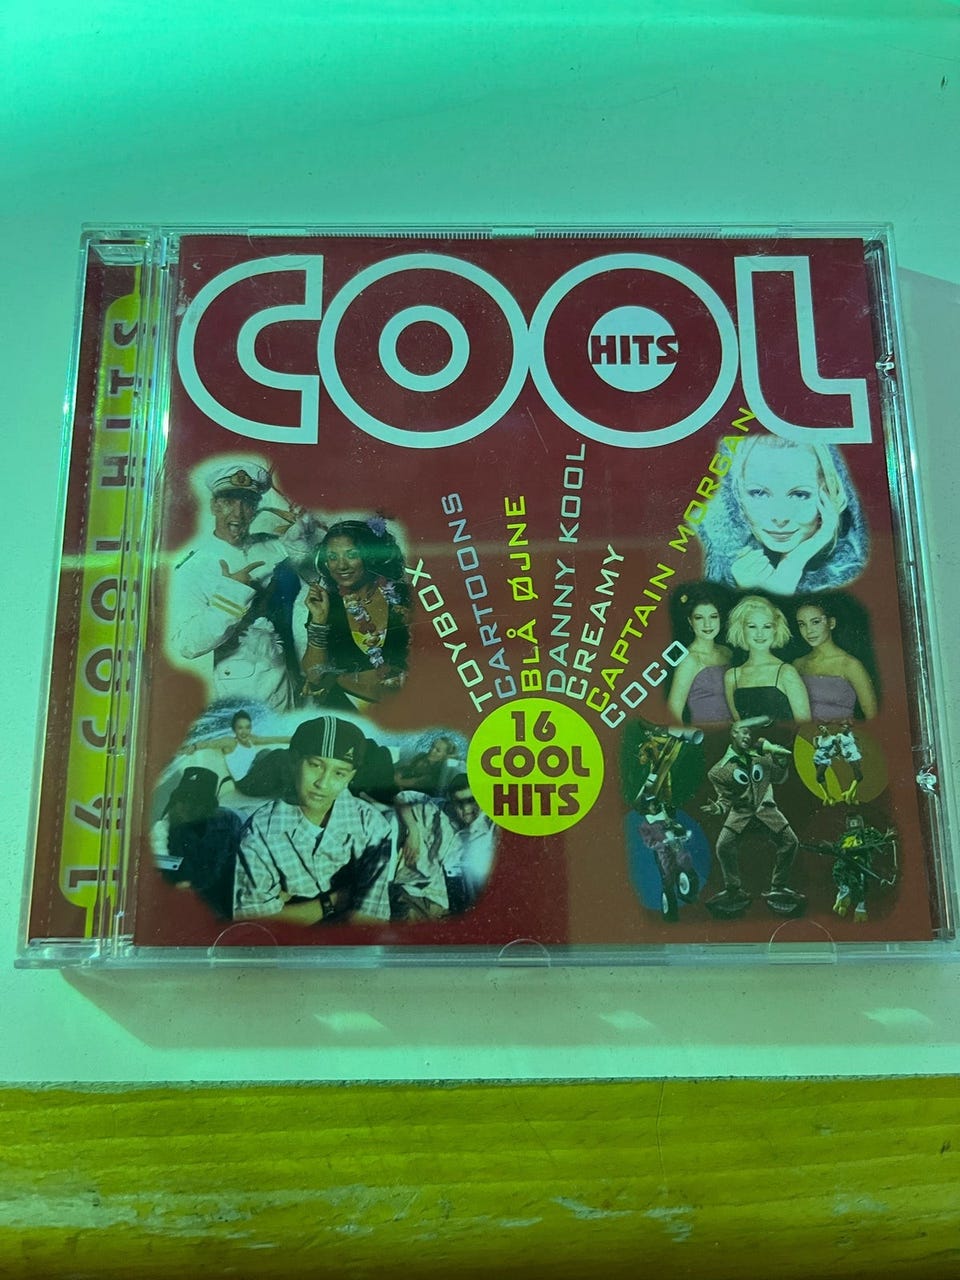 COOL
HITS
TOYBOX
CARTOONS
BLÅ ØJNE
DANNY KOOL
CREAMY
CAPTAIN MORGAN
COCO
16
COOL
HITS
16 COOL HITS